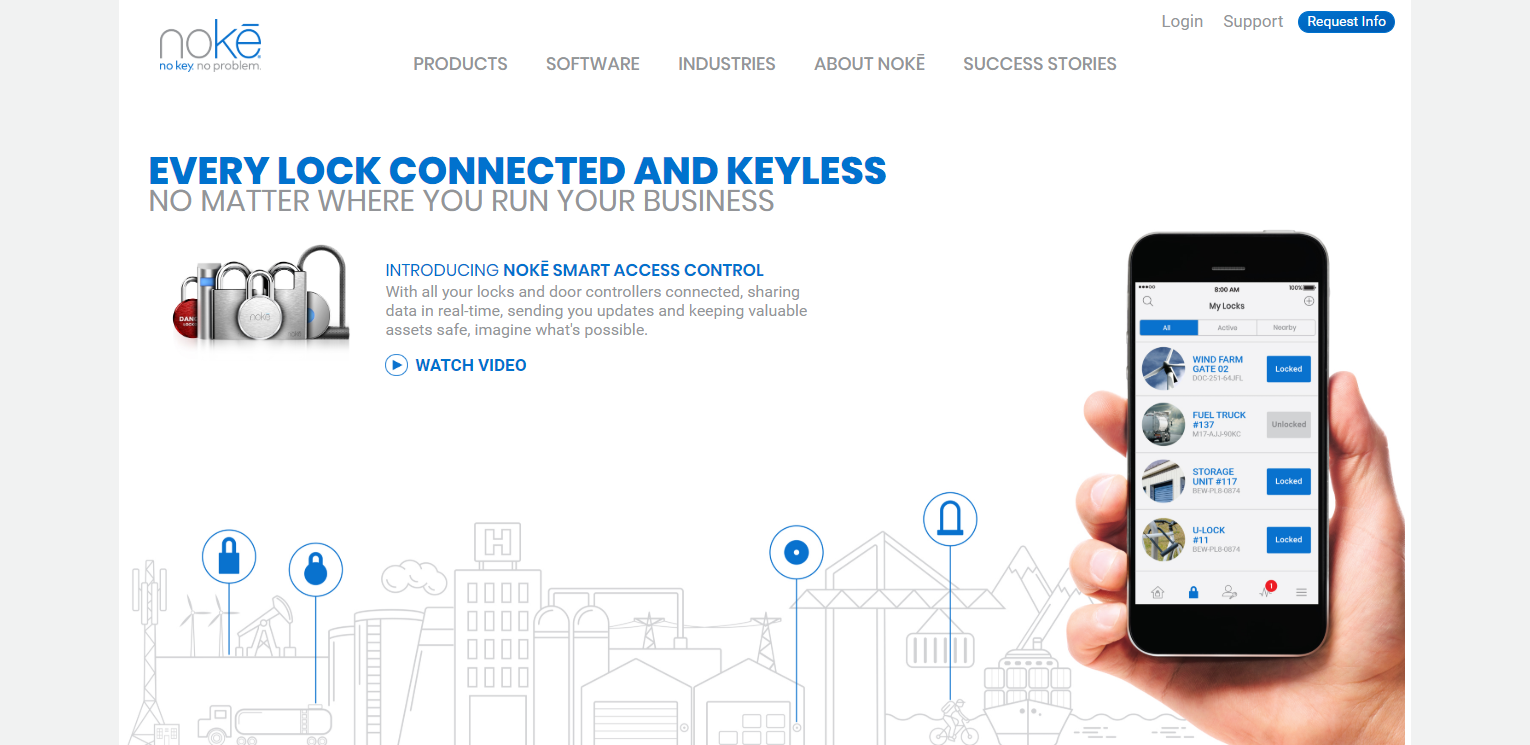 Login Support Request Info
nokē
no key. no problem.
PRODUCTS SOFTWARE INDUSTRIES ABOUT NOKĒ SUCCESS STORIES
EVERY LOCK CONNECTED AND KEYLESS
NO MATTER WHERE YOU RUN YOUR BUSINESS
INTRODUCING NOKĒ SMART ACCESS CONTROL
With all your locks and door controllers connected, sharing
data in real-time, sending you updates and keeping valuable
assets safe, imagine what's possible.
WATCH VIDEO
nokē
8:00 AM 100%
My Locks
All Active Nearby
WIND FARM
GATE 02
DOC-251-64JFL
Locked
FUEL TRUCK
#137
M17-AJJ-90KC
Unlocked
STORAGE
UNIT #117
BEW-PL8-0874
Locked
U-LOCK
#11
BEW-PL8-0874
Locked
1
H